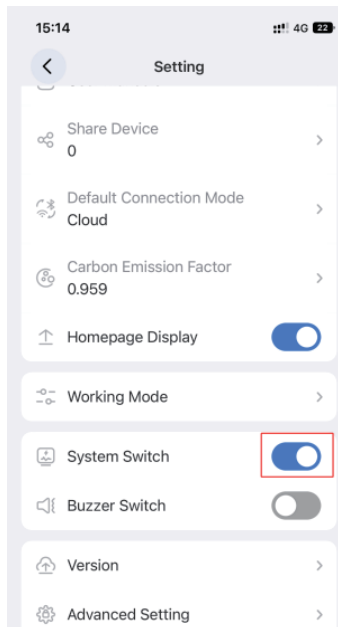 15:14
4G 22
Setting
Share Device
0
Default Connection Mode
Cloud
Carbon Emission Factor
0.959
Homepage Display
Working Mode
System Switch
Buzzer Switch
Version
Advanced Setting